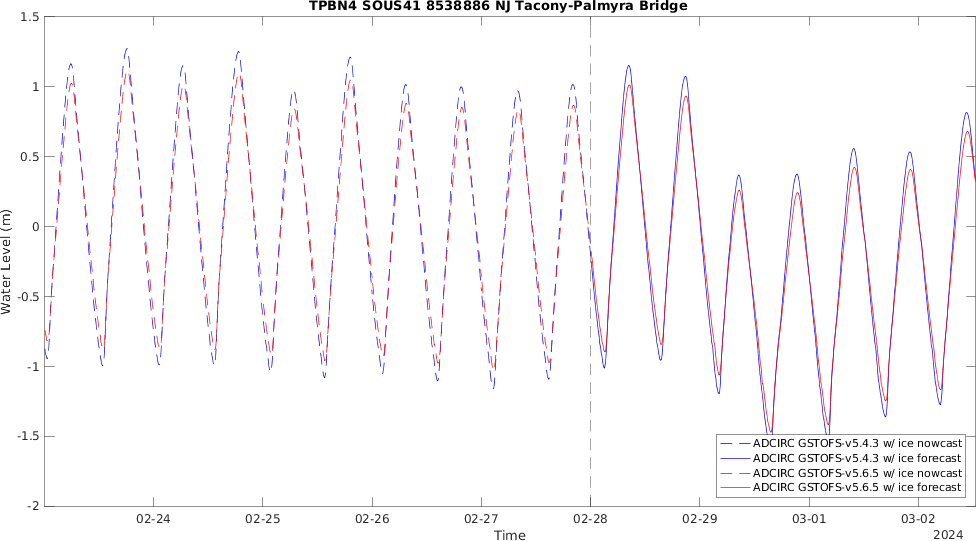 TPBN4 SOUS41 8538886 NJ Tacony-Palmyra Bridge
1.5
1
0.5
0
-0.5
-1
-1.5
-2
Water Level (m)
ADCIRC GSTOFS-v5.4.3 w/ ice nowcast
ADCIRC GSTOFS-v5.4.3 w/ ice forecast
ADCIRC GSTOFS-v5.6.5 w/ ice nowcast
ADCIRC GSTOFS-v5.6.5 w/ ice forecast
02-24 02-25 02-26 02-27 02-28 02-29 03-01 03-02
Time
2024